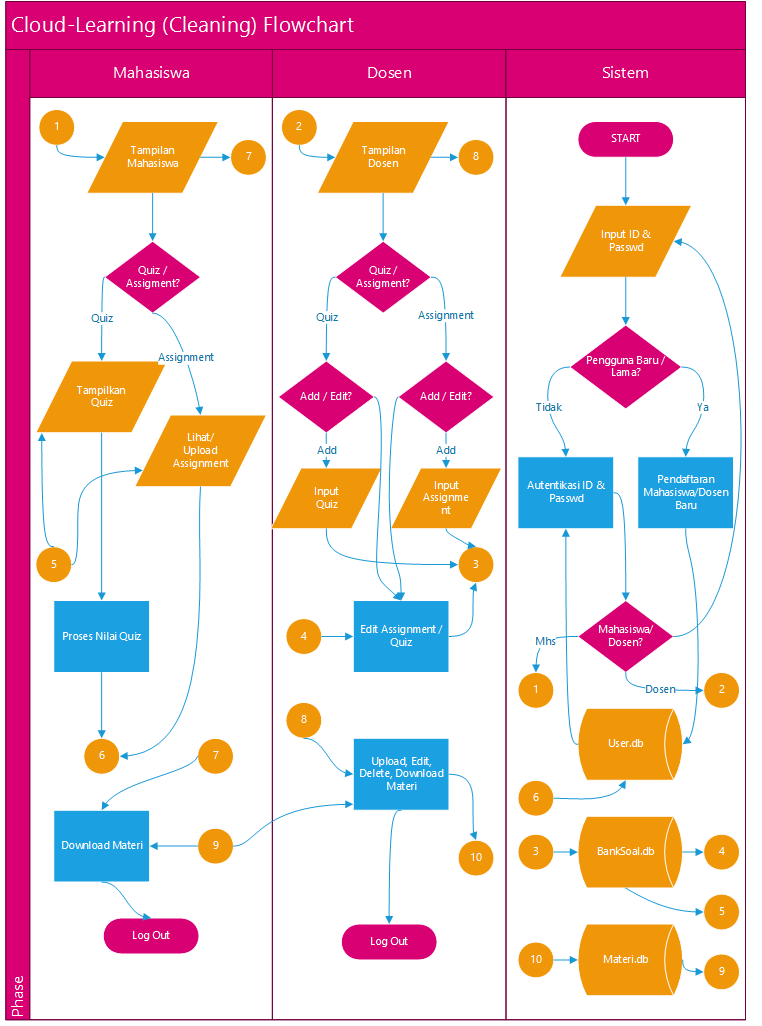 Cloud-Learning (Cleaning) Flowchart
Phase
Mahasiswa
1
Tampilan
Mahasiswa
7
Quiz /
Assigment?
Quiz
Assignment
Tampilkan
Quiz
Lihat/
Upload
Assignment
5
Proses Nilai Quiz
6
7
Download Materi
9
Log Out
Dosen
2
Tampilan
Dosen
8
Quiz /
Assigment?
Quiz
Assignment
Add / Edit?
Add / Edit?
Add
Add
Input
Quiz
Input
Assignme
nt
3
4
Edit Assignment /
Quiz
8
Upload, Edit,
Delete, Download
Materi
10
Log Out
Sistem
START
Input ID &
Passwd
Pengguna Baru /
Lama?
Tidak
Ya
Autentikasi ID &
Passwd
Pendaftaran
Mahasiswa/Dosen
Baru
Mahasiswa/
Dosen?
Mhs
1
Dosen
2
User.db
6
3
BankSoal.db
4
5
10
Materi.db
9